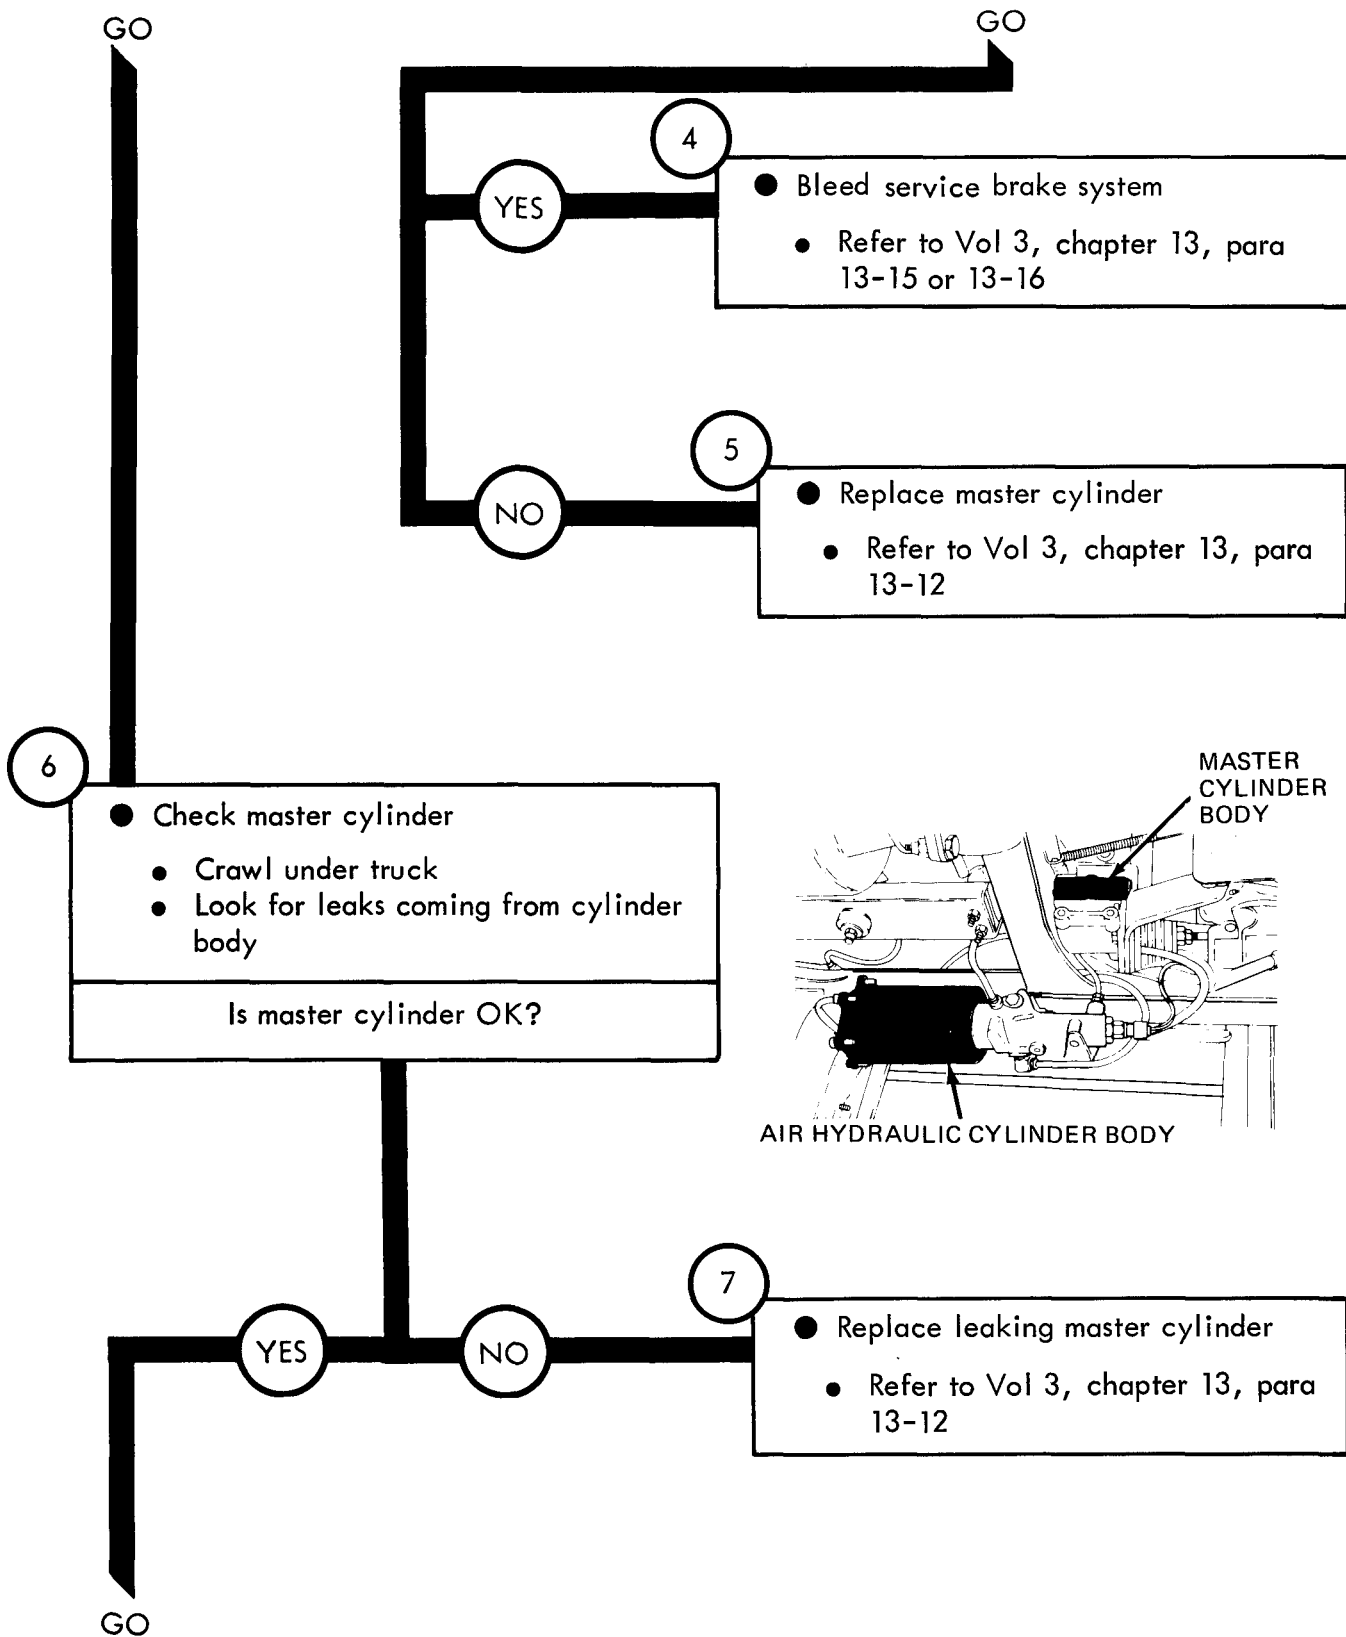 GO
GO
4
● Bleed service brake system
● Refer to Vol 3, chapter 13, para
13-15 or 13-16
YES
5
● Replace master cylinder
● Refer to Vol 3, chapter 13, para
13-12
NO
6
● Check master cylinder
● Crawl under truck
● Look for leaks coming from cylinder
body
Is master cylinder OK?
MASTER
CYLINDER
BODY
AIR HYDRAULIC CYLINDER BODY
YES
NO
7
● Replace leaking master cylinder
● Refer to Vol 3, chapter 13, para
13-12
GO